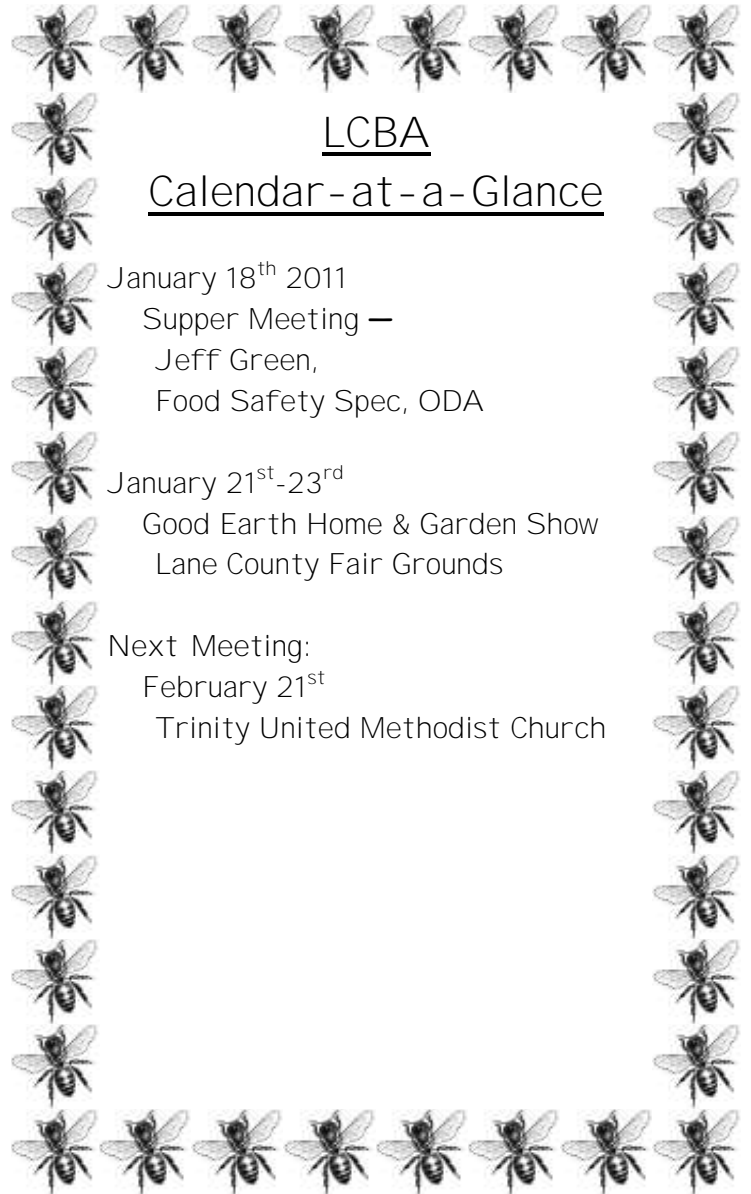 LCBA
Calendar-at-a-Glance
January 18th 2011
Supper Meeting —
Jeff Green,
Food Safety Spec, ODA
January 21st-23rd
Good Earth Home & Garden Show
Lane County Fair Grounds
Next Meeting:
February 21st
Trinity United Methodist Church